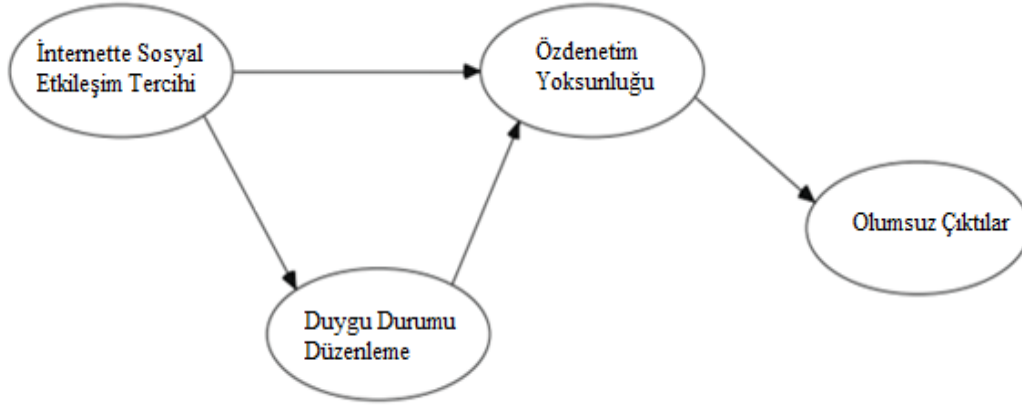 İnternette Sosyal
Etkileşim Tercihi
Özdenetim
Yoksunluğu
Olumsuz Çıktılar
Duygu Durumu
Düzenleme